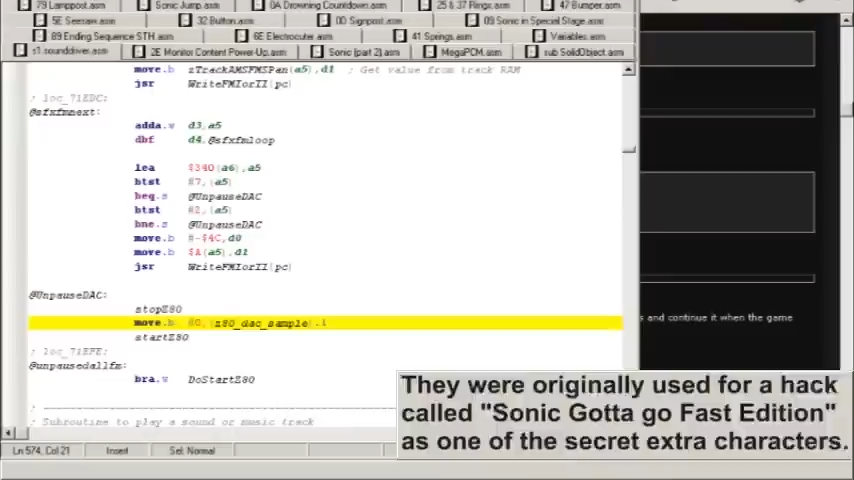 79 Lamppost.asm Sonic Jump.asm 0A Drowning Countdown.asm 25 & 37 Rings.asm 47 Bumper.asm
5E Seesaw.asm 32 Button.asm 0D Signpost.asm 09 Sonic in Special Stage.asm
89 Ending Sequence STH.asm 6E Electrocuter.asm 41 Springs.asm Variables.asm
s1.sounddriver.asm 2E Monitor Content Power-Up.asm Sonic (part 2).asm MegaPCM.asm sub SolidObject.asm
move.b zTrackAMSFMSPan(a5),d1 ; Get value from track RAM
jsr WriteFMIorII(pc)
; loc_71EDC:
@sfxfmnext:
adda.w d3,a5
dbf d4,@sfxfmloop
lea $340(a6),a5
btst #7,(a5)
beq.s @UnpauseDAC
btst #2,(a5)
bne.s @UnpauseDAC
move.b #-$4C,d0
move.b $A(a5),d1
jsr WriteFMIorII(pc)
@UnpauseDAC:
stopZ80
move.b #0,(z80_dac_sample).l
startZ80
; loc_71EFE:
@unpausedallfm:
bra.w DoStartZ80
; Subroutine to play a sound or music track
Ln 574, Col 21 Insert Sel: Normal
s and continue it when the game
They were originally used for a hack
called "Sonic Gotta go Fast Edition"
as one of the secret extra characters.